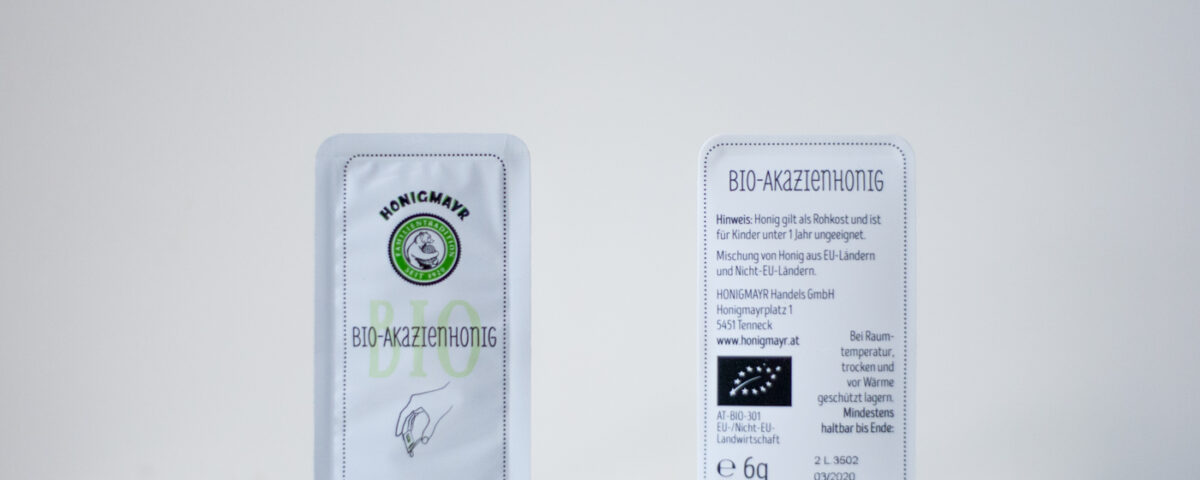 HONIGMAYR
FAMILIENTRADITION
SEIT 1920
BIO
BIO-AKAZIENHONIG
BIO-AKAZIENHONIG
Hinweis: Honig gilt als Rohkost und ist
für Kinder unter 1 Jahr ungeeignet.
Mischung von Honig aus EU-Ländern
und Nicht-EU-Ländern.
HONIGMAYR Handels GmbH
Honigmayrplatz 1
5451 Tenneck
www.honigmayr.at
AT-BIO-301
EU-/Nicht-EU-
Landwirtschaft
℮ 6g
Bei Raum-
temperatur,
trocken und
vor Wärme
geschützt lagern.
Mindestens
haltbar bis Ende:
2 L 3502
03/2020